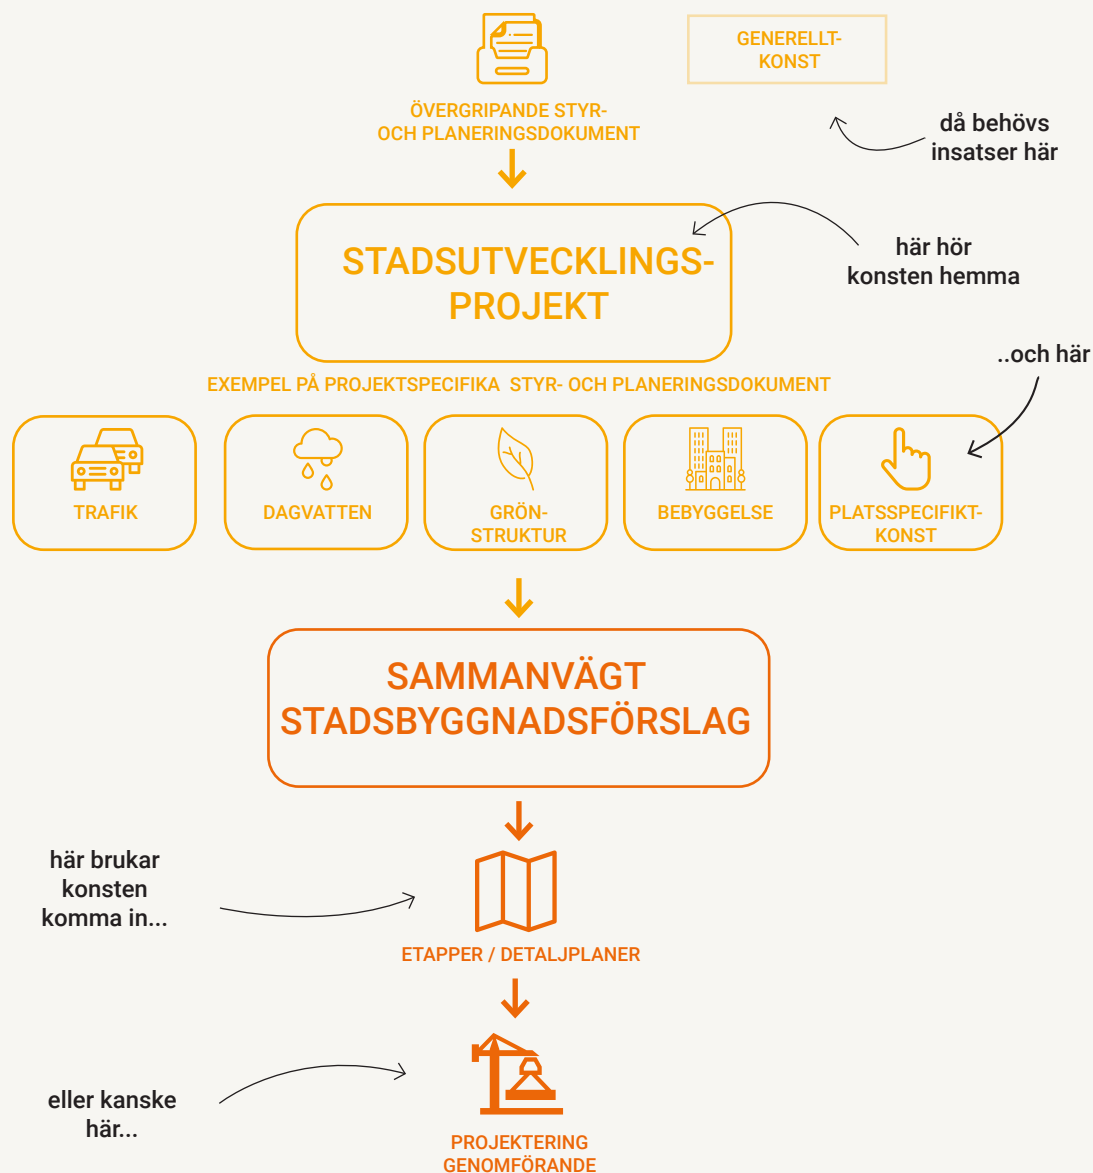 GENERELLT-
KONST
ÖVERGRIPANDE STYR-
OCH PLANERINGSDOKUMENT
då behövs
insatser här
STADSUTVECKLINGS-
PROJEKT
här hör
konsten hemma
..och här
EXEMPEL PÅ PROJEKTSPECIFIKA STYR- OCH PLANERINGSDOKUMENT
TRAFIK
DAGVATTEN
GRÖN-
STRUKTUR
BEBYGGELSE
PLATSSPECIFIKT-
KONST
SAMMANVÄGT
STADSBYGGNADSFÖRSLAG
här brukar
konsten
komma in...
ETAPPER / DETALJPLANER
eller kanske
här...
PROJEKTERING
GENOMFÖRANDE